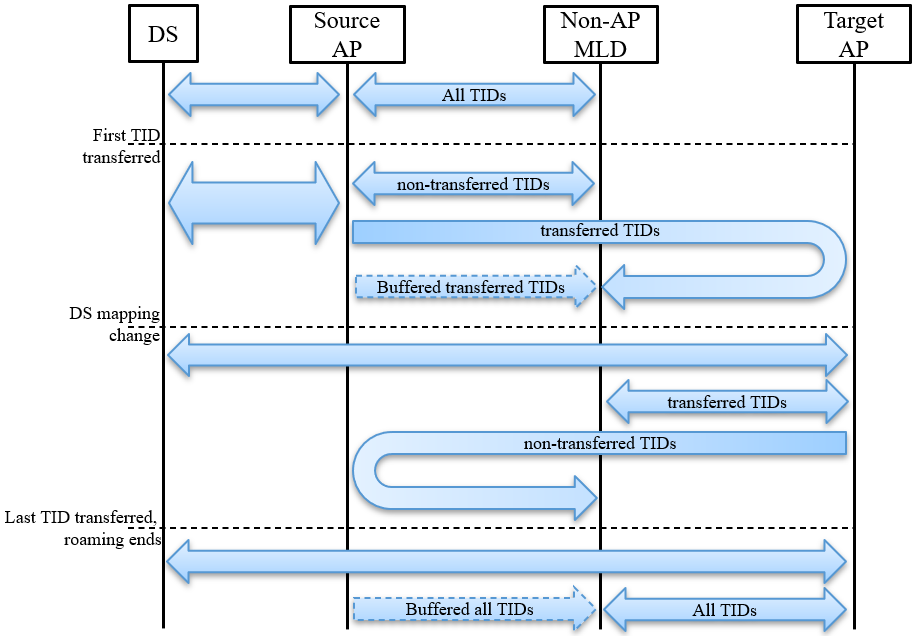 DS
Source
AP
Non-AP
MLD
Target
AP
All TIDs
First TID
transferred
non-transferred TIDs
transferred TIDs
Buffered transferred TIDs
DS mapping
change
transferred TIDs
non-transferred TIDs
Last TID transferred,
roaming ends
Buffered all TIDs
All TIDs